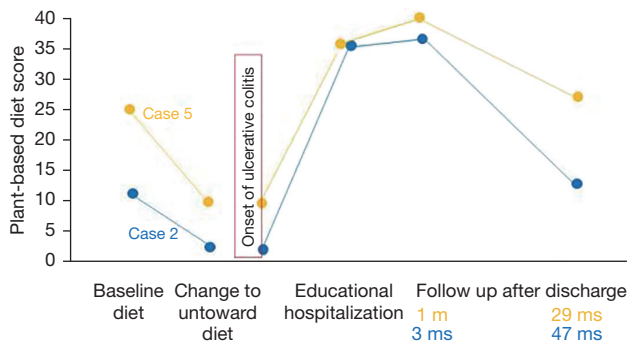 Plant-based diet score
40
35
30
25
20
15
10
5
0
Case 5
Case 2
Onset of ulcerative colitis
Baseline diet
Change to untoward diet
Educational hospitalization
Follow up after discharge
1 m
29 ms
3 ms
47 ms